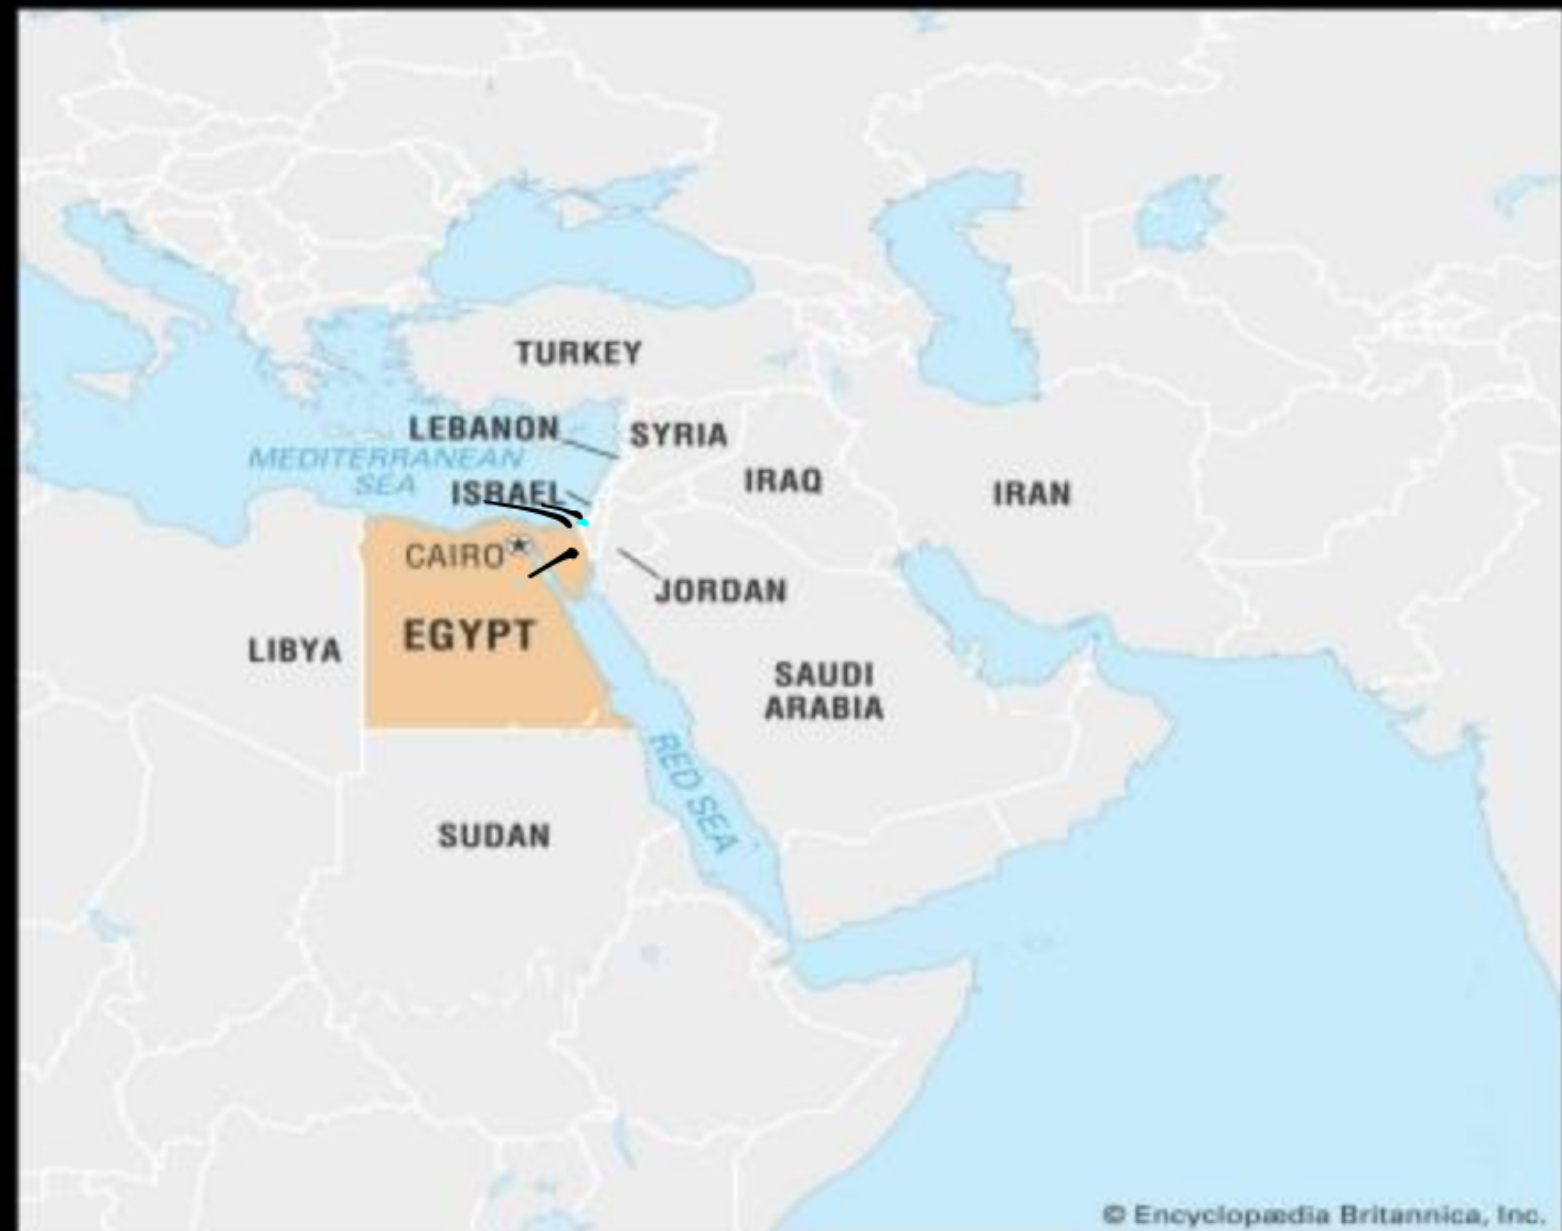 TURKEY
LEBANON
SYRIA
MEDITERRANEAN
SEA
ISRAEL
IRAQ
IRAN
CAIRO
JORDAN
EGYPT
LIBYA
SAUDI
ARABIA
RED SEA
SUDAN
© Encyclopædia Britannica, Inc.